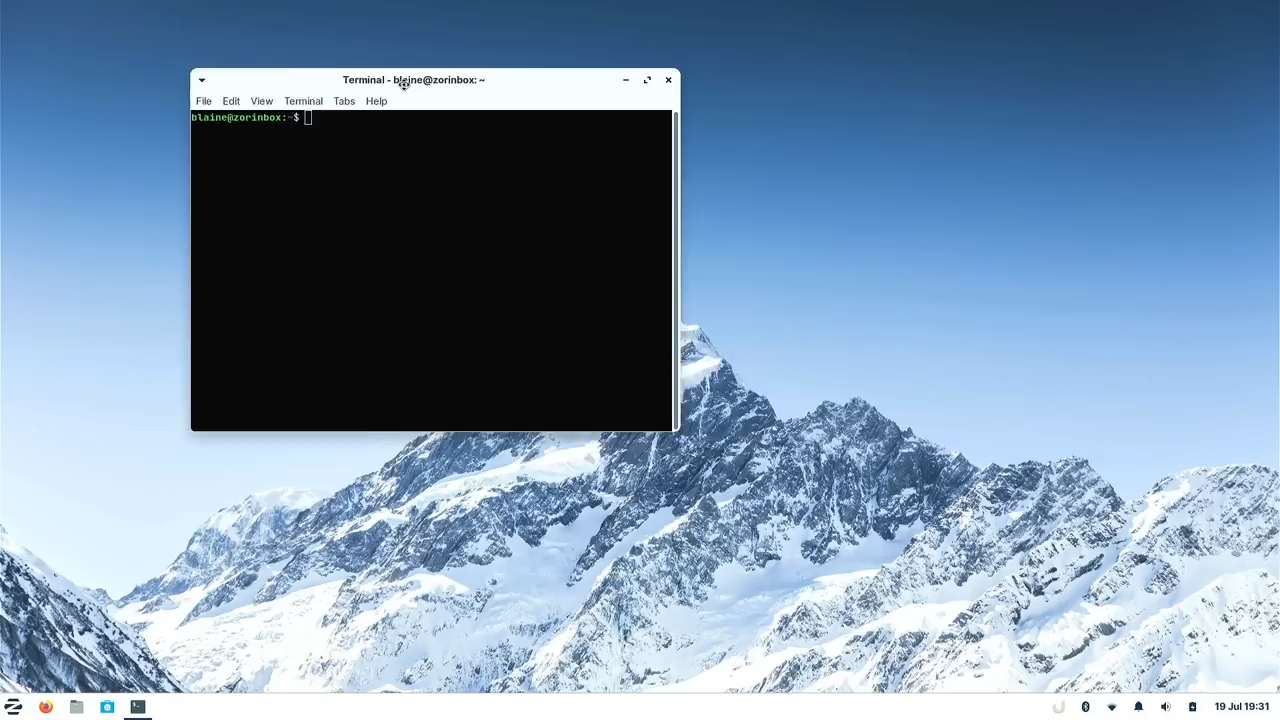 Terminal - blaine@zorinbox: ~
File Edit View Terminal Tabs Help
blaine@zorinbox:~$
19 Jul 19:31